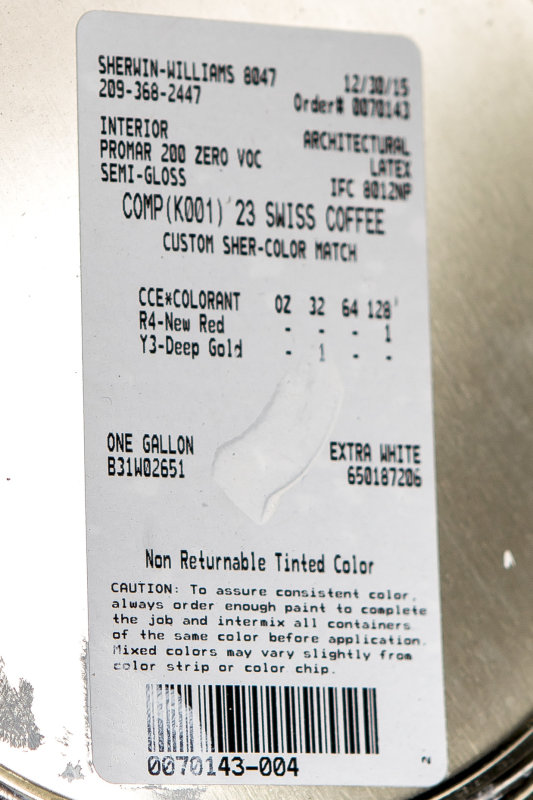 SHERWIN-WILLIAMS 8047 12/30/15
209-368-2447 Order# 0070143
INTERIOR ARCHITECTURAL
PROMAR 200 ZERO VOC LATEX
SEMI-GLOSS IFC 8012NP
COMP(K001) 23 SWISS COFFEE
CUSTOM SHER-COLOR MATCH
CCE*COLORANT OZ 32 64 128
R4-New Red - - - 1
Y3-Deep Gold - 1 - -
ONE GALLON EXTRA WHITE
B31W02651 650187206
Non Returnable Tinted Color
CAUTION: To assure consistent color,
always order enough paint to complete
the job and intermix all containers
of the same color before application.
Mixed colors may vary slightly from
color strip or color chip.
0070143-004
N